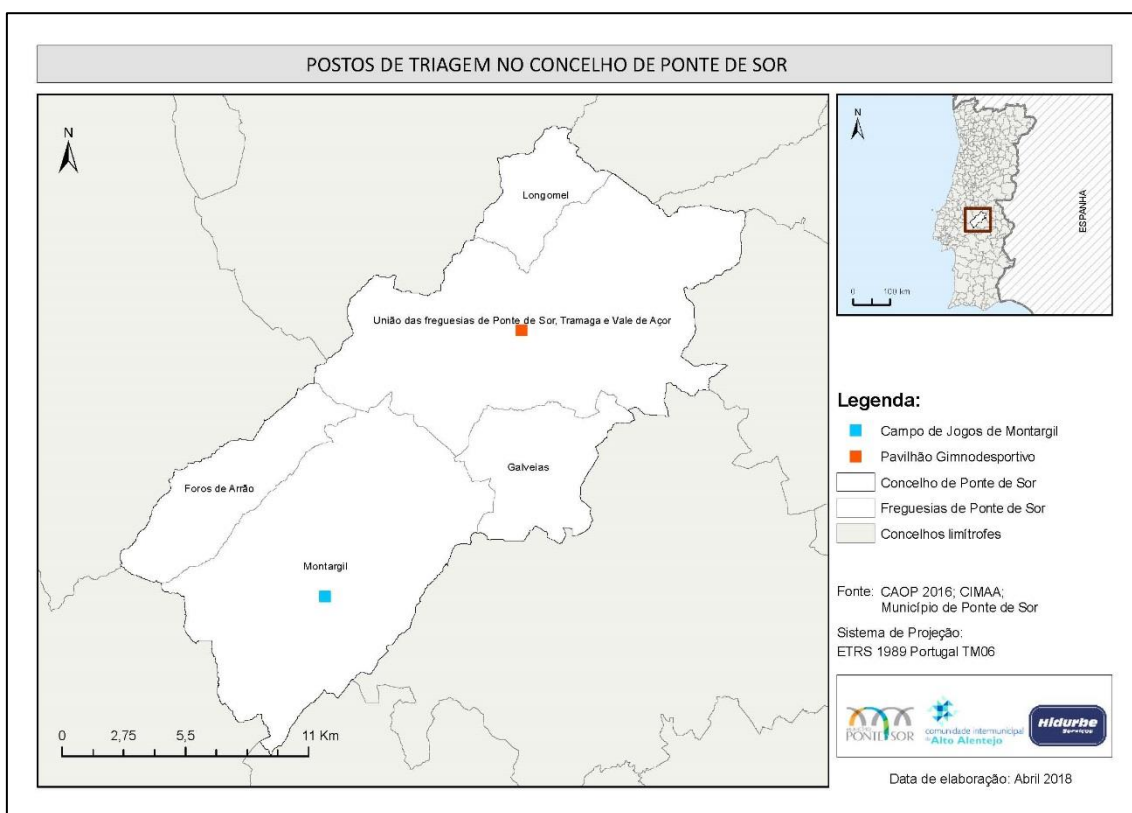 POSTOS DE TRIAGEM NO CONCELHO DE PONTE DE SOR
N
Longomel
União das freguesias de Ponte de Sor, Tramaga e Vale de Açor
Galveias
Foros de Arrão
Montargil
0 2,75 5,5 11 Km
N
ESPANHA
0 100 km
Legenda:
Campo de Jogos de Montargil
Pavilhão Gimnodesportivo
Concelho de Ponte de Sor
Freguesias de Ponte de Sor
Concelhos limítrofes
Fonte: CAOP 2016; CIMAA;
Município de Ponte de Sor
Sistema de Projeção:
ETRS 1989 Portugal TM06
comunidade intermunicipal
Alto Alentejo
Hidurbe
Serviços
Data de elaboração: Abril 2018